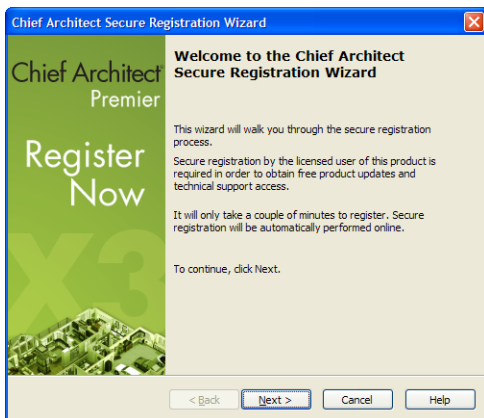 Chief Architect Secure Registration Wizard
Chief Architect
Premier
Register
Now
X3
Welcome to the Chief Architect
Secure Registration Wizard
This wizard will walk you through the secure registration
process.
Secure registration by the licensed user of this product is
required in order to obtain free product updates and
technical support access.
It will only take a couple of minutes to register. Secure
registration will be automatically performed online.
To continue, click Next.
< Back
Next >
Cancel
Help